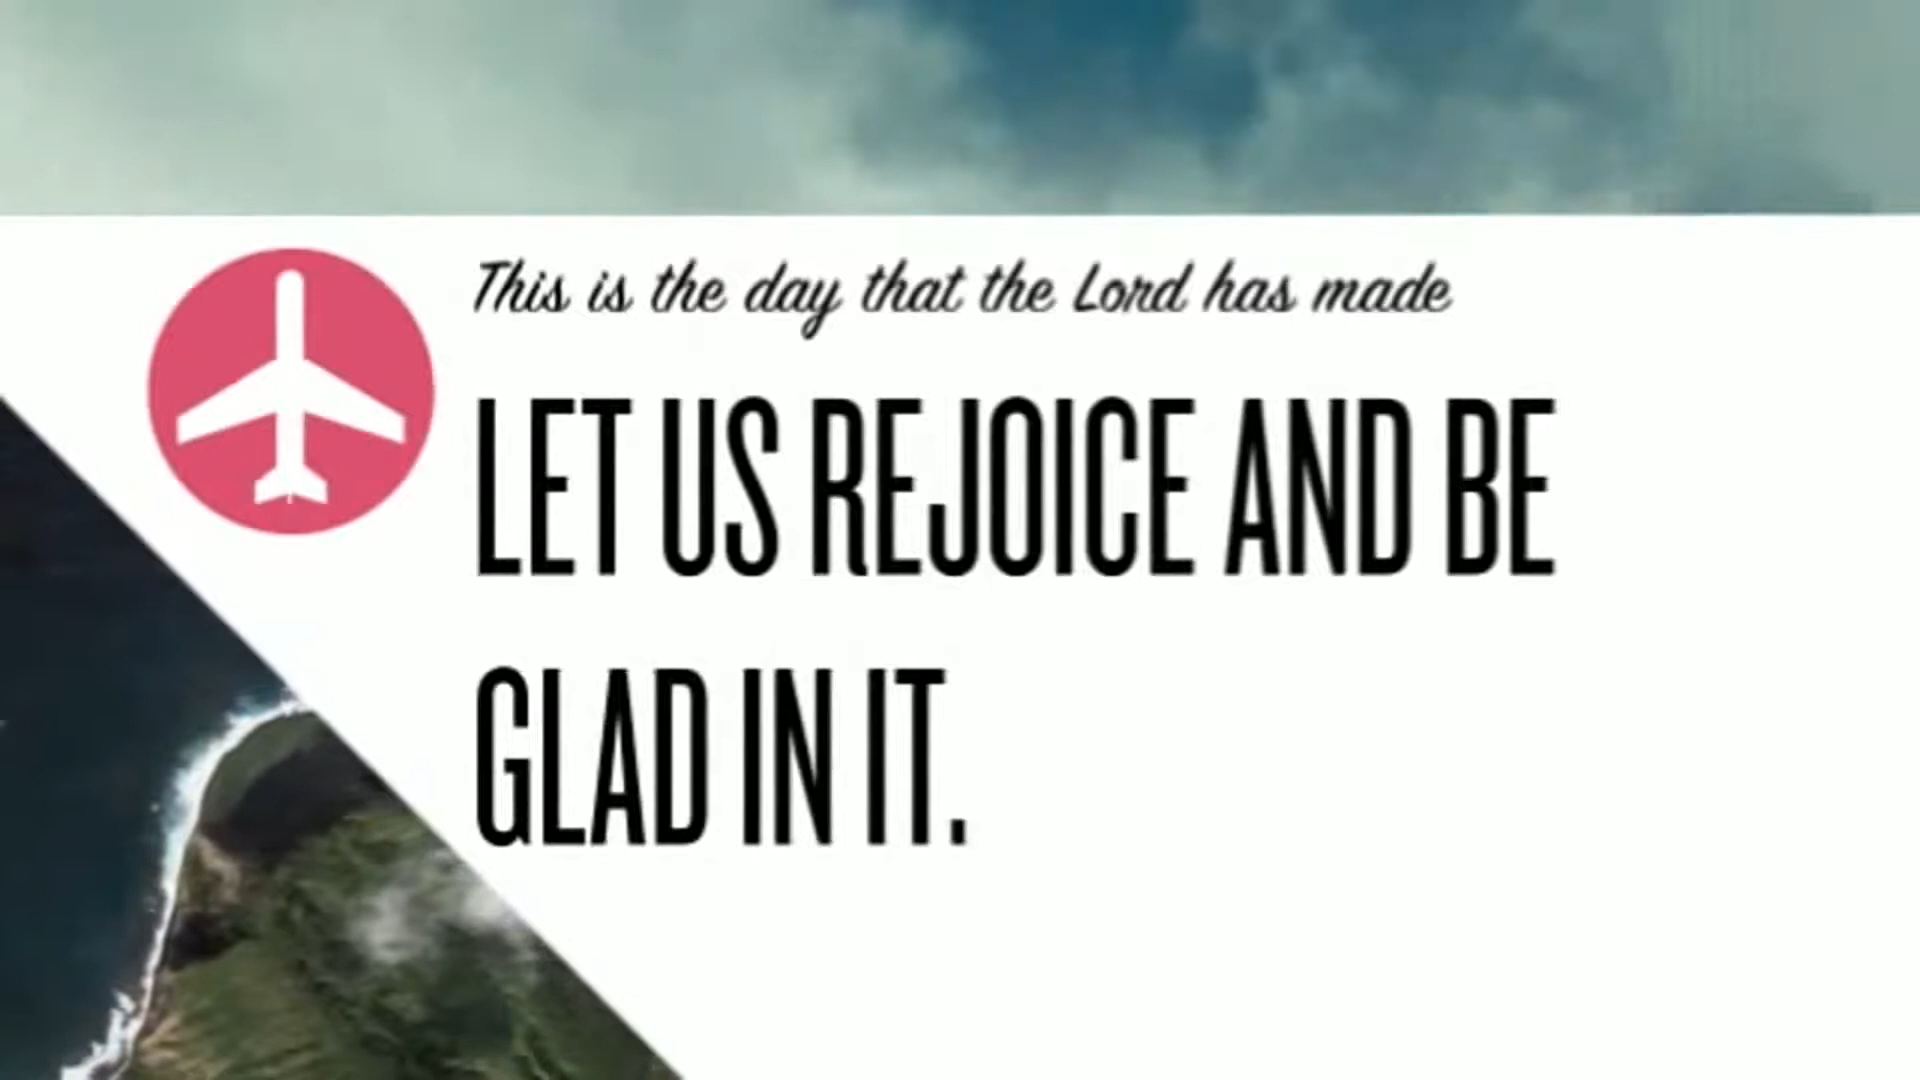 This is the day that the Lord has made
LET US REJOICE AND BE
GLAD IN IT.